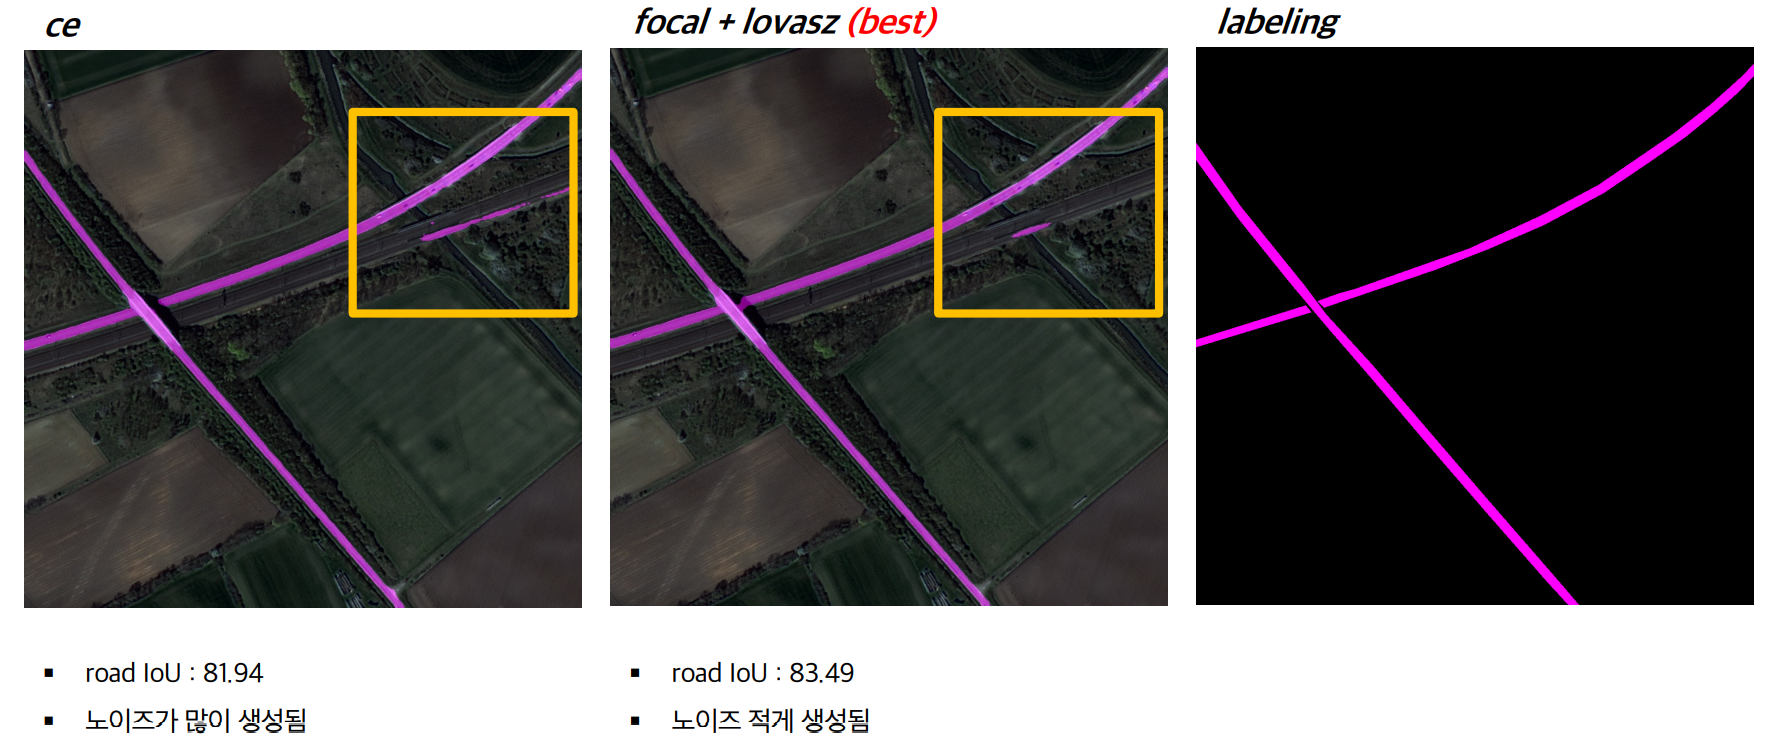 ce
focal + lovasz (best)
labeling
▪ road IoU : 81.94
▪ 노이즈가 많이 생성됨
▪ road IoU : 83.49
▪ 노이즈 적게 생성됨